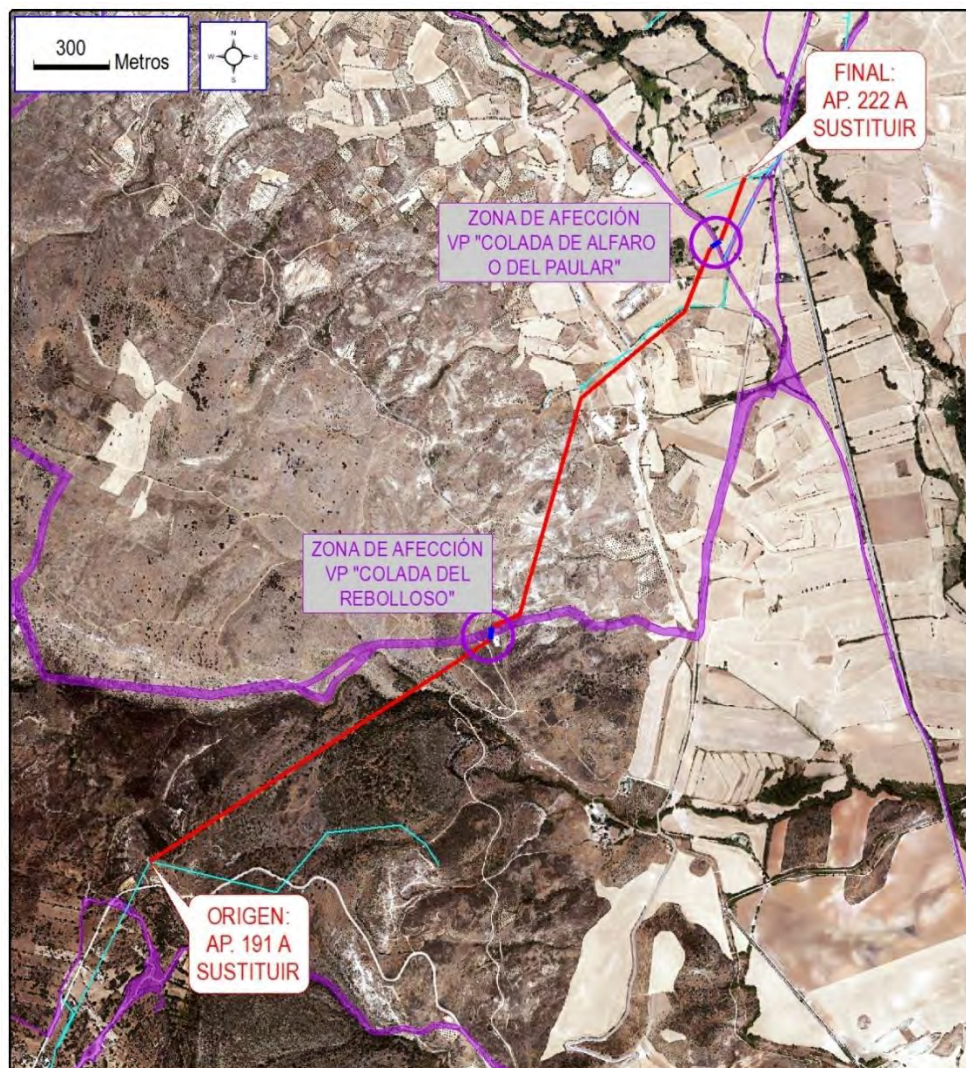 300
Metros
N
W E
S
FINAL:
AP. 222 A
SUSTITUIR
ZONA DE AFECCIÓN
VP "COLADA DE ALFARO
O DEL PAULAR"
ZONA DE AFECCIÓN
VP "COLADA DEL
REBOLLOSO"
ORIGEN:
AP. 191 A
SUSTITUIR